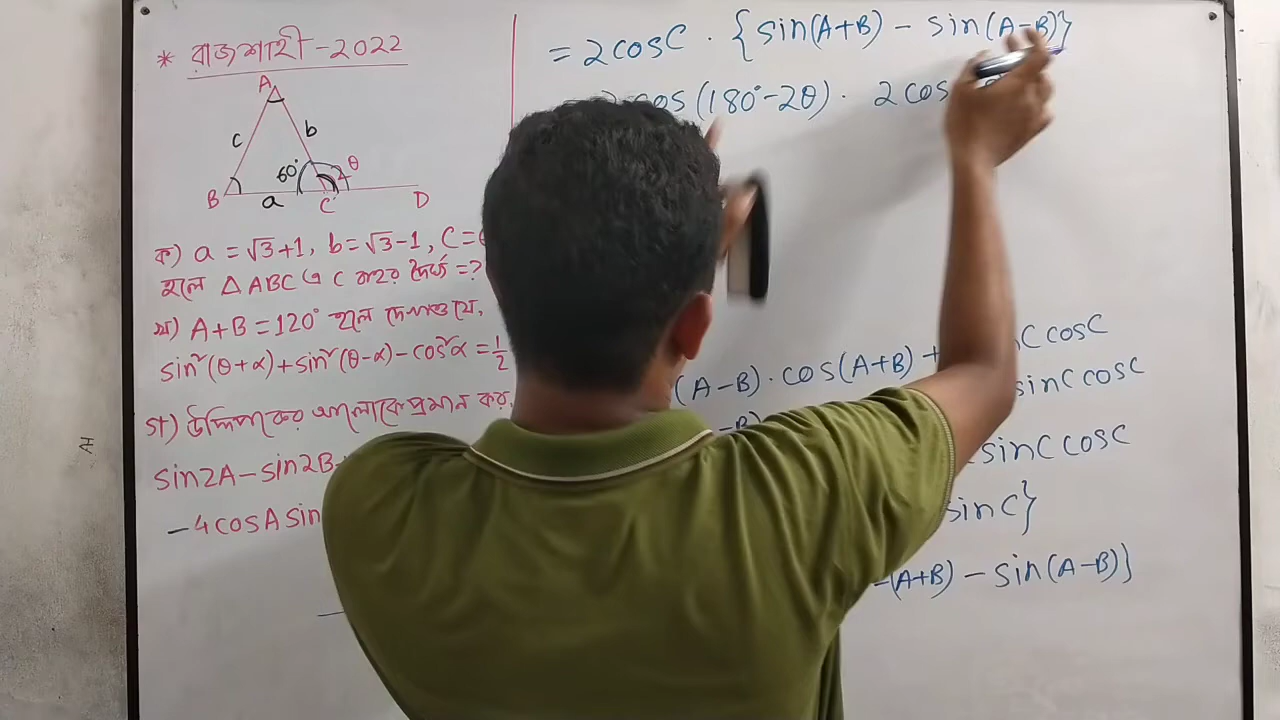 * রাজশাহী-2022
A
c
b
60°
θ
B
a
C
D
ক) a = √3+1, b = √3-1, C =
হলে △ABC এ c বাহুর দৈর্ঘ্য = ?
খ) A+B = 120° হলে দেখাও যে,
sin²(θ+α)+sin²(θ-α)-cos²α = 1/2
গ) উদ্দিপকের আলোকে প্রমান কর,
sin2A-sin2B
-4cosA sin
= 2cosC · {sin(A+B) - sin(A-B)}
cos(180°-2θ) · 2cos
(A-B) · cos(A+B) + C cosC
sinC cosC
sinC cosC
sinC}
(A+B) - sin(A-B)}